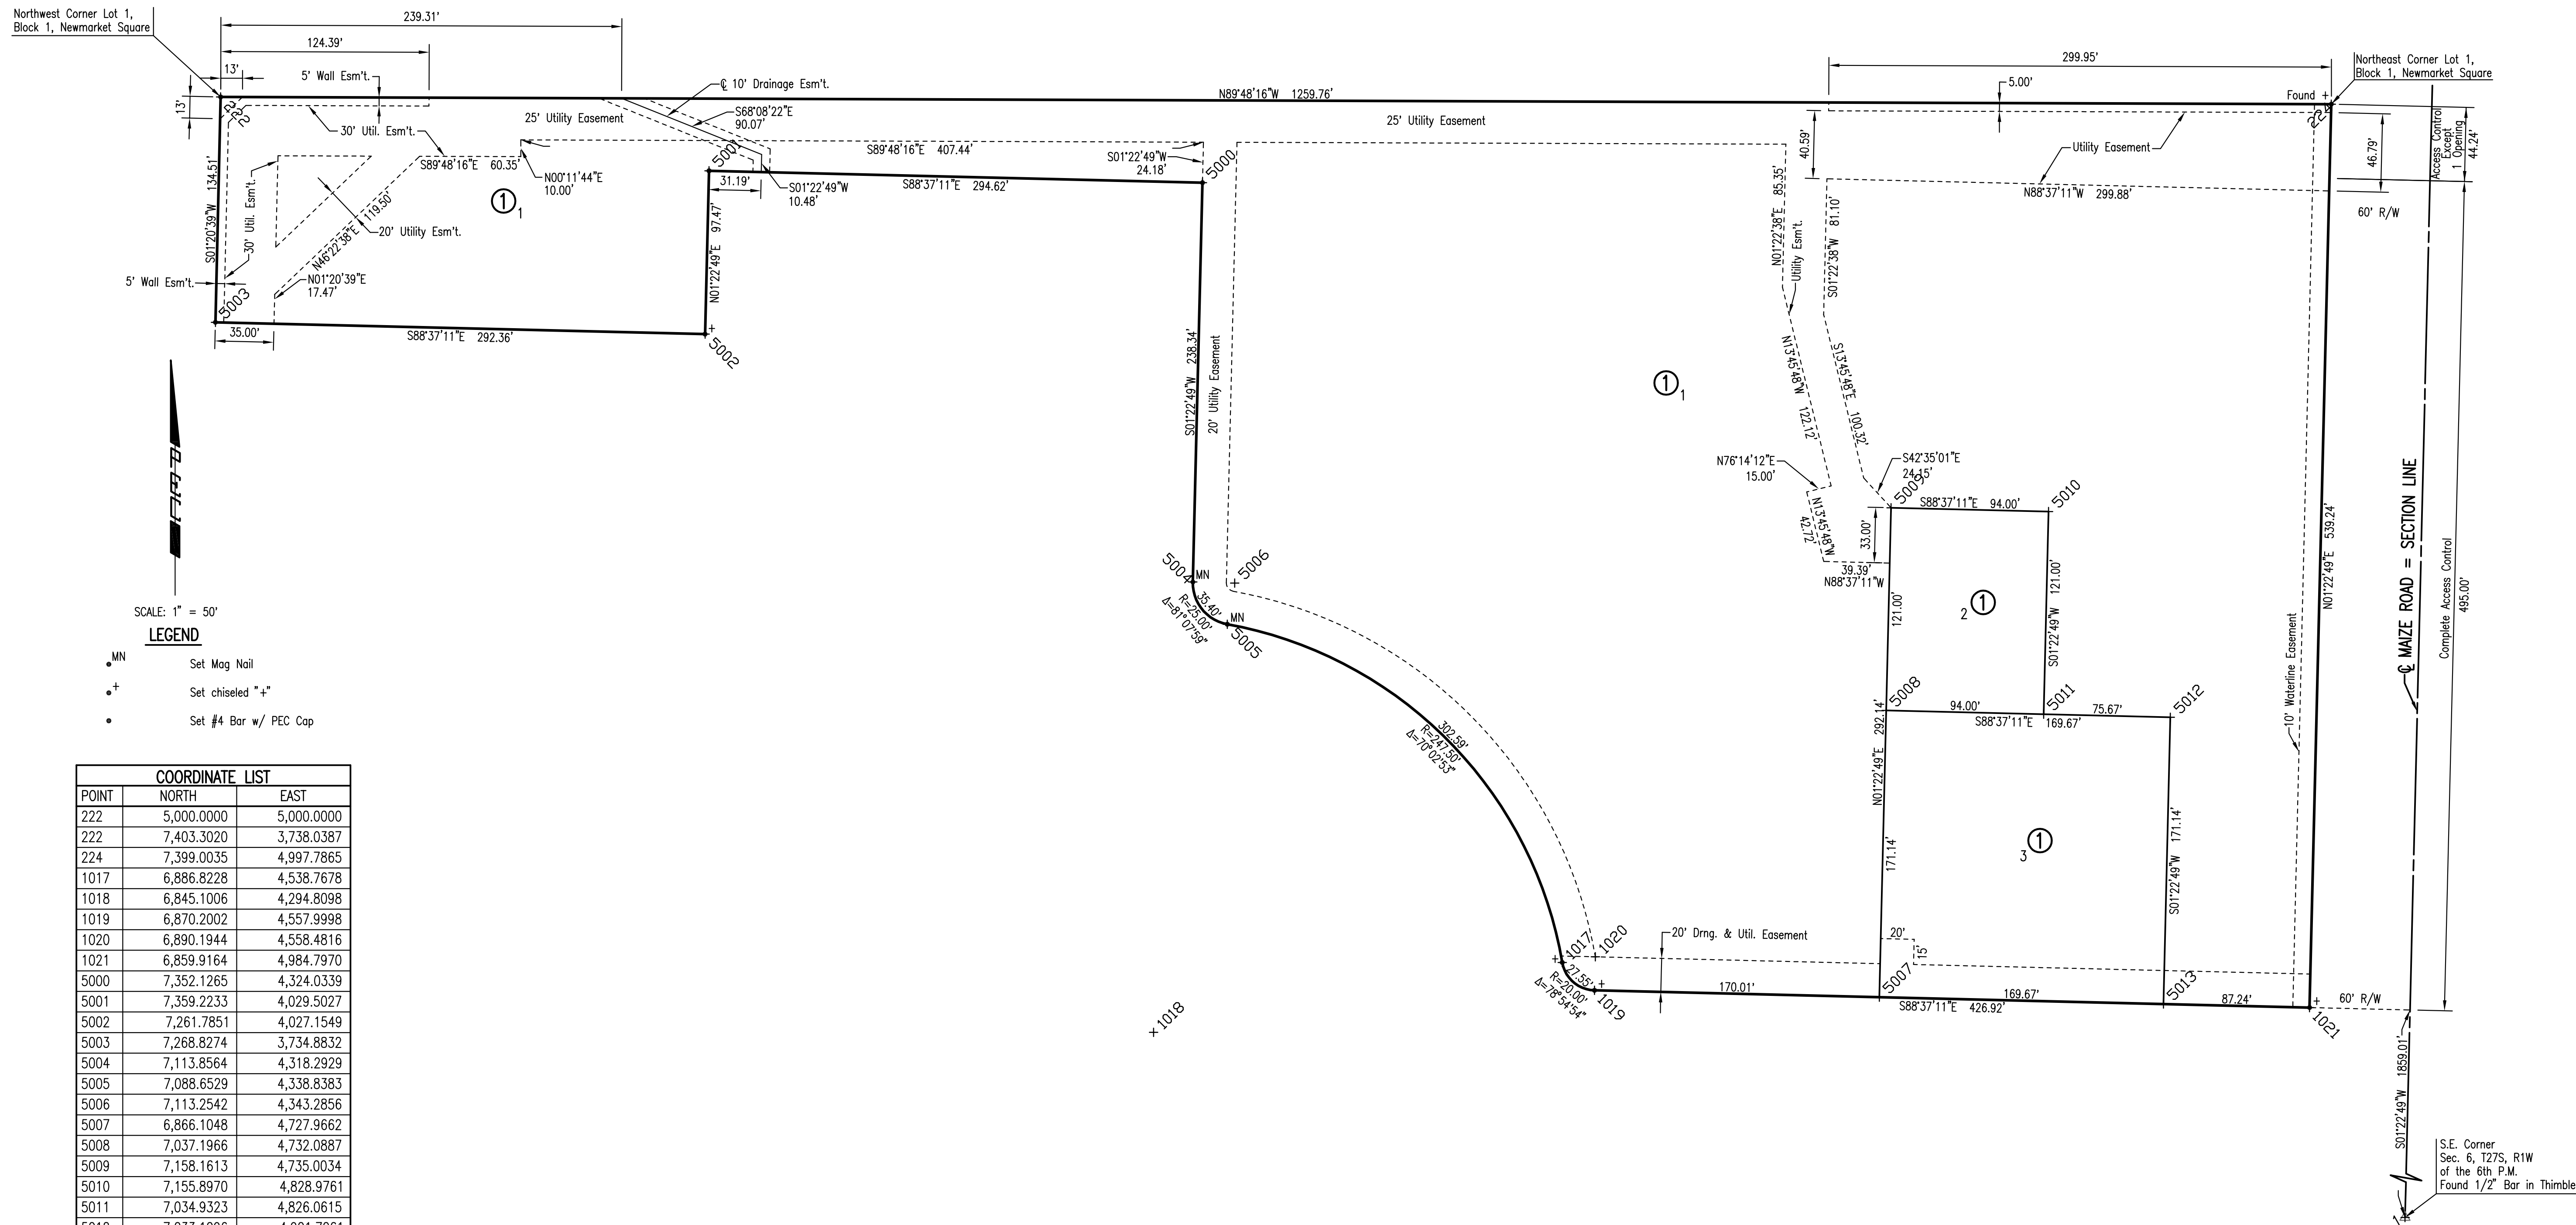 Northwest Corner Lot 1,
Block 1, Newmarket Square
239.31'
124.39'
13'
13'
5' Wall Esm't.
℄ 10' Drainage Esm't.
S68°08'22"E
90.07'
N89°48'16"W 1259.76'
299.95'
5.00'
Northeast Corner Lot 1,
Block 1, Newmarket Square
Found +
222
224
25' Utility Easement
25' Utility Easement
30' Util. Esm't.
S89°48'16"E 60.35'
N00°11'44"E
10.00'
S89°48'16"E 407.44'
S01°22'49"W
24.18'
5001
5000
31.19'
S88°37'11"E 294.62'
S01°22'49"W
10.48'
S01°20'39"W 134.51'
30' Util. Esm't.
N46°22'38"E 119.50'
20' Utility Esm't.
1
1
N01°22'49"E 97.47'
5' Wall Esm't.
N01°20'39"E
17.47'
5003
35.00'
S88°37'11"E 292.36'
5002
40.59'
Utility Easement
N88°37'11"W 299.88'
46.79'
Access Control
Except
1 Opening
44.24'
60' R/W
N01°22'38"E 85.35'
Utility Esm't.
S01°22'38"W 81.10'
N13°45'48"W 122.12'
S13°45'48"E 100.32'
S01°22'49"W 238.34'
20' Utility Easement
1
1
N76°14'12"E
15.00'
N13°45'48"W
42.72'
S42°35'01"E
24.15'
5009
S88°37'11"E 94.00'
5010
33.00'
39.39'
N88°37'11"W
121.00'
S01°22'49"W 121.00'
2
1
5004
MN
35.40'
R=25.00'
Δ=81°07'59"
MN
5005
5006
302.59'
R=247.50'
Δ=70°02'53"
5008
94.00'
5011
75.67'
5012
S88°37'11"E 169.67'
N01°22'49"E 292.14'
171.14'
S01°22'49"W 171.14'
3
1
10' Waterline Easement
N01°22'49"E 539.24'
℄ MAIZE ROAD = SECTION LINE
Complete Access Control
495.00'
20' Drng. & Util. Easement
20'
15'
1017
1020
27.55'
R=20.00'
Δ=78°54'54"
1019
170.01'
5007
169.67'
S88°37'11"E 426.92'
5013
87.24'
1021
60' R/W
1018
S01°22'49"W 1859.01'
S.E. Corner
Sec. 6, T27S, R1W
of the 6th P.M.
Found 1/2" Bar in Thimble
SCALE: 1" = 50'
LEGEND
MN Set Mag Nail
+ Set chiseled "+"
Set #4 Bar w/ PEC Cap
COORDINATE LIST
POINT NORTH EAST
222 5,000.0000 5,000.0000
222 7,403.3020 3,738.0387
224 7,399.0035 4,997.7865
1017 6,886.8228 4,538.7678
1018 6,845.1006 4,294.8098
1019 6,870.2002 4,557.9998
1020 6,890.1944 4,558.4816
1021 6,859.9164 4,984.7970
5000 7,352.1265 4,324.0339
5001 7,359.2233 4,029.5027
5002 7,261.7851 4,027.1549
5003 7,268.8274 3,734.8832
5004 7,113.8564 4,318.2929
5005 7,088.6529 4,338.8383
5006 7,113.2542 4,343.2856
5007 6,866.1048 4,727.9662
5008 7,037.1966 4,732.0887
5009 7,158.1613 4,735.0034
5010 7,155.8970 4,828.9761
5011 7,034.9323 4,826.0615